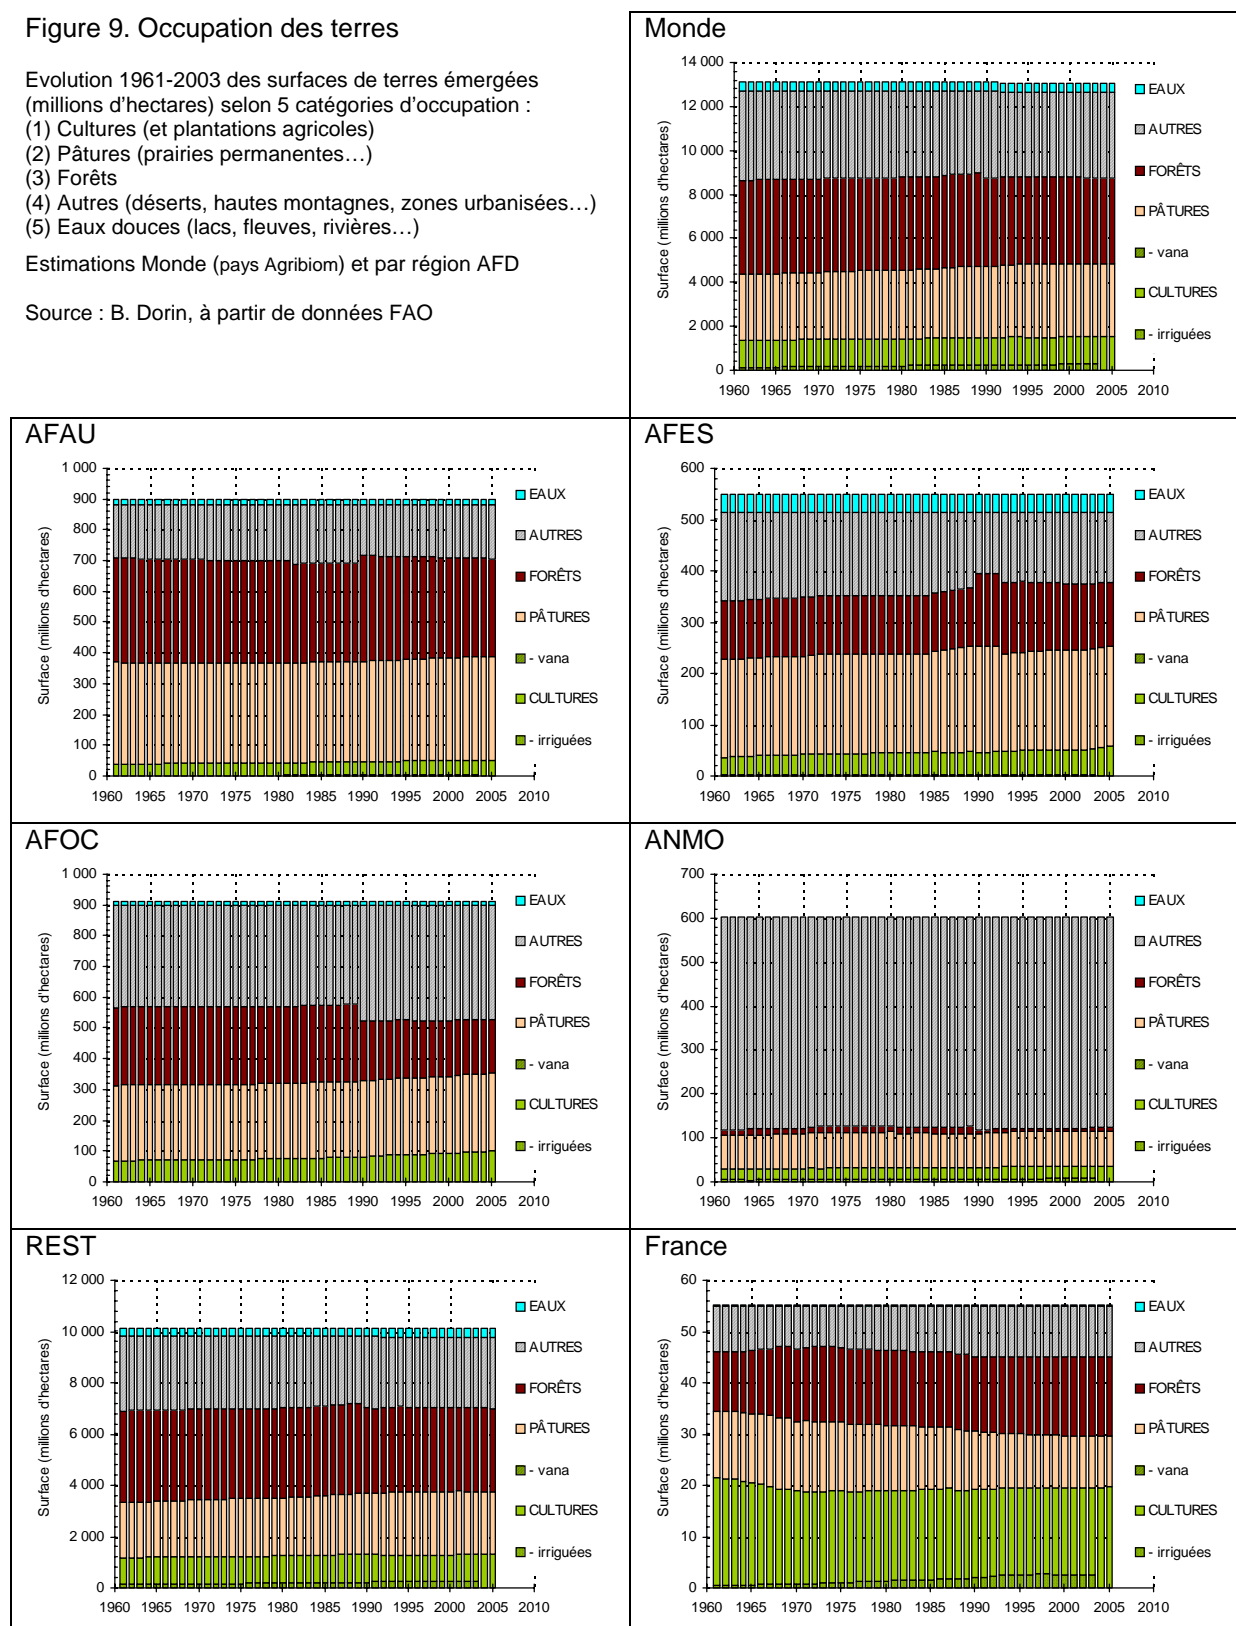 Figure 9. Occupation des terres
Evolution 1961-2003 des surfaces de terres émergées
(millions d'hectares) selon 5 catégories d'occupation :
(1) Cultures (et plantations agricoles)
(2) Pâtures (prairies permanentes…)
(3) Forêts
(4) Autres (déserts, hautes montagnes, zones urbanisées…)
(5) Eaux douces (lacs, fleuves, rivières…)
Estimations Monde (pays Agribiom) et par région AFD
Source : B. Dorin, à partir de données FAO
Monde
Surface (millions d'hectares)
14 000
12 000
10 000
8 000
6 000
4 000
2 000
0
1960 1965 1970 1975 1980 1985 1990 1995 2000 2005 2010
EAUX
AUTRES
FORÊTS
PÂTURES
- vana
CULTURES
- irriguées
AFAU
Surface (millions d'hectares)
1 000
900
800
700
600
500
400
300
200
100
0
1960 1965 1970 1975 1980 1985 1990 1995 2000 2005 2010
EAUX
AUTRES
FORÊTS
PÂTURES
- vana
CULTURES
- irriguées
AFES
Surface (millions d'hectares)
600
500
400
300
200
100
0
1960 1965 1970 1975 1980 1985 1990 1995 2000 2005 2010
EAUX
AUTRES
FORÊTS
PÂTURES
- vana
CULTURES
- irriguées
AFOC
Surface (millions d'hectares)
1 000
900
800
700
600
500
400
300
200
100
0
1960 1965 1970 1975 1980 1985 1990 1995 2000 2005 2010
EAUX
AUTRES
FORÊTS
PÂTURES
- vana
CULTURES
- irriguées
ANMO
Surface (millions d'hectares)
700
600
500
400
300
200
100
0
1960 1965 1970 1975 1980 1985 1990 1995 2000 2005 2010
EAUX
AUTRES
FORÊTS
PÂTURES
- vana
CULTURES
- irriguées
REST
Surface (millions d'hectares)
12 000
10 000
8 000
6 000
4 000
2 000
0
1960 1965 1970 1975 1980 1985 1990 1995 2000 2005 2010
EAUX
AUTRES
FORÊTS
PÂTURES
- vana
CULTURES
- irriguées
France
Surface (millions d'hectares)
60
50
40
30
20
10
0
1960 1965 1970 1975 1980 1985 1990 1995 2000 2005 2010
EAUX
AUTRES
FORÊTS
PÂTURES
- vana
CULTURES
- irriguées